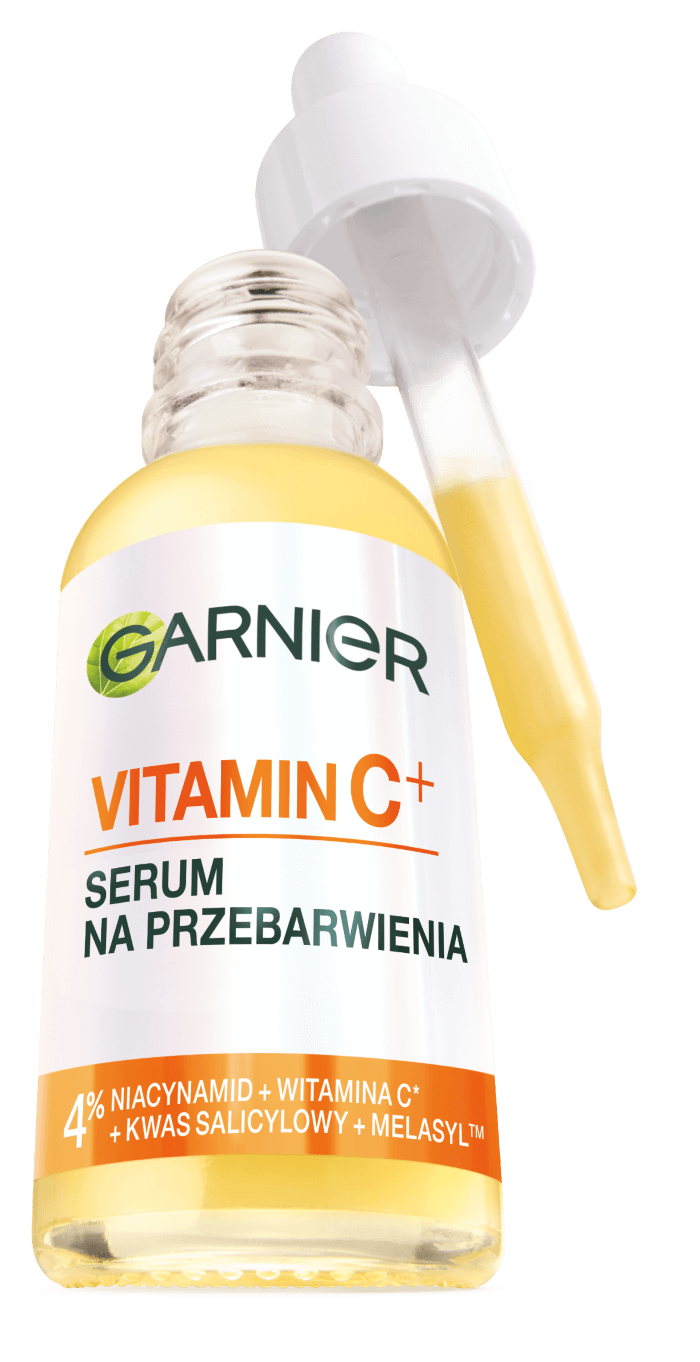 GARNIER
VITAMIN C+
SERUM
NA PRZEBARWIENIA
4% NIACYNAMID + WITAMINA C*
+ KWAS SALICYLOWY + MELASYL™